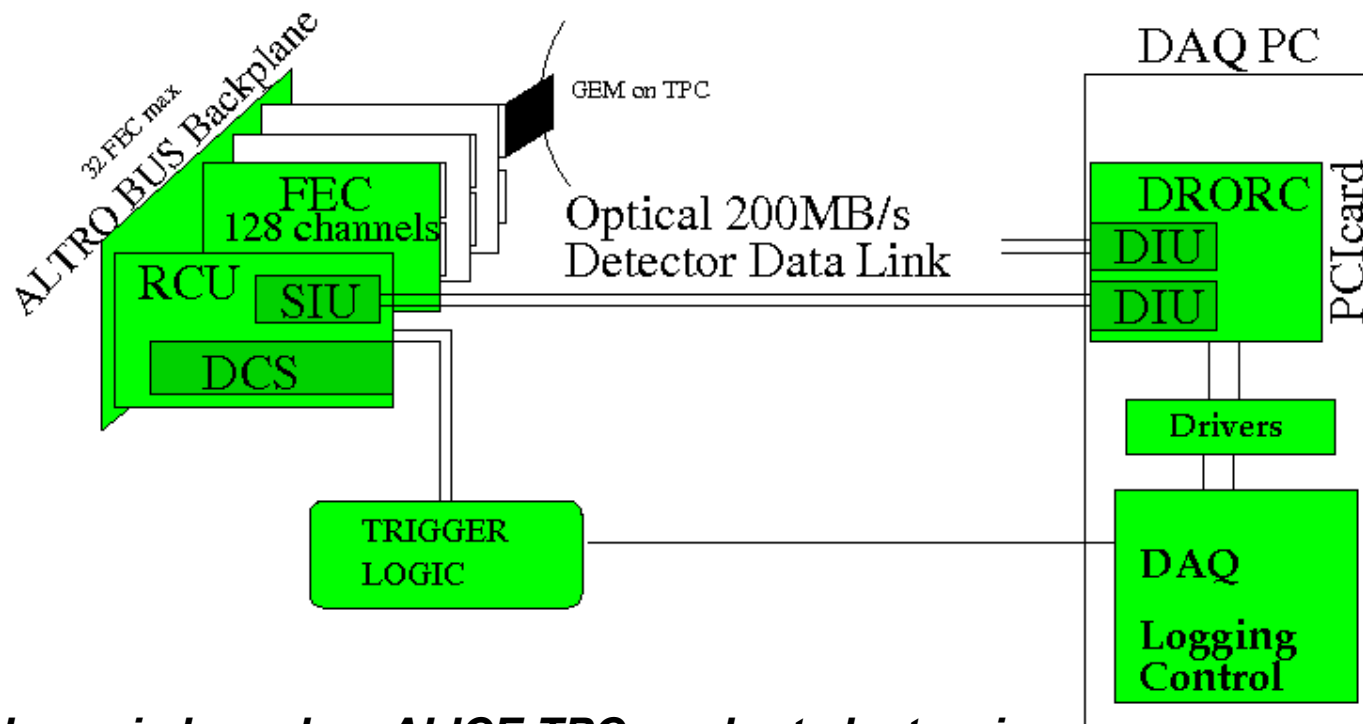 32 FEC max
ALTRO BUS Backplane
GEM on TPC
FEC
128 channels
RCU
SIU
DCS
Optical 200MB/s
Detector Data Link
TRIGGER
LOGIC
DAQ PC
DRORC
DIU
DIU
PCIcard
Drivers
DAQ
Logging
Control